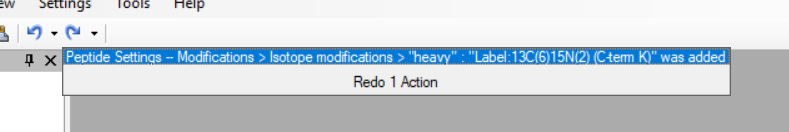 ew Settings Tools Help
Peptide Settings -- Modifications > Isotope modifications > "heavy" : "Label:13C(6)15N(2) (C-term K)" was added
Redo 1 Action